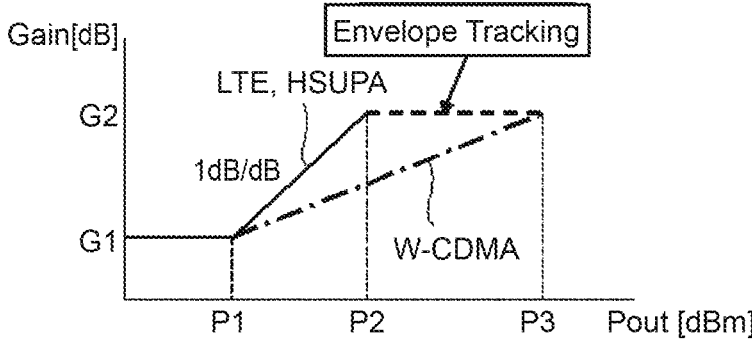 Envelope Tracking
Gain[dB]
LTE, HSUPA
G2
1dB/dB
G1
W-CDMA
P1
P2
P3
Pout [dBm]